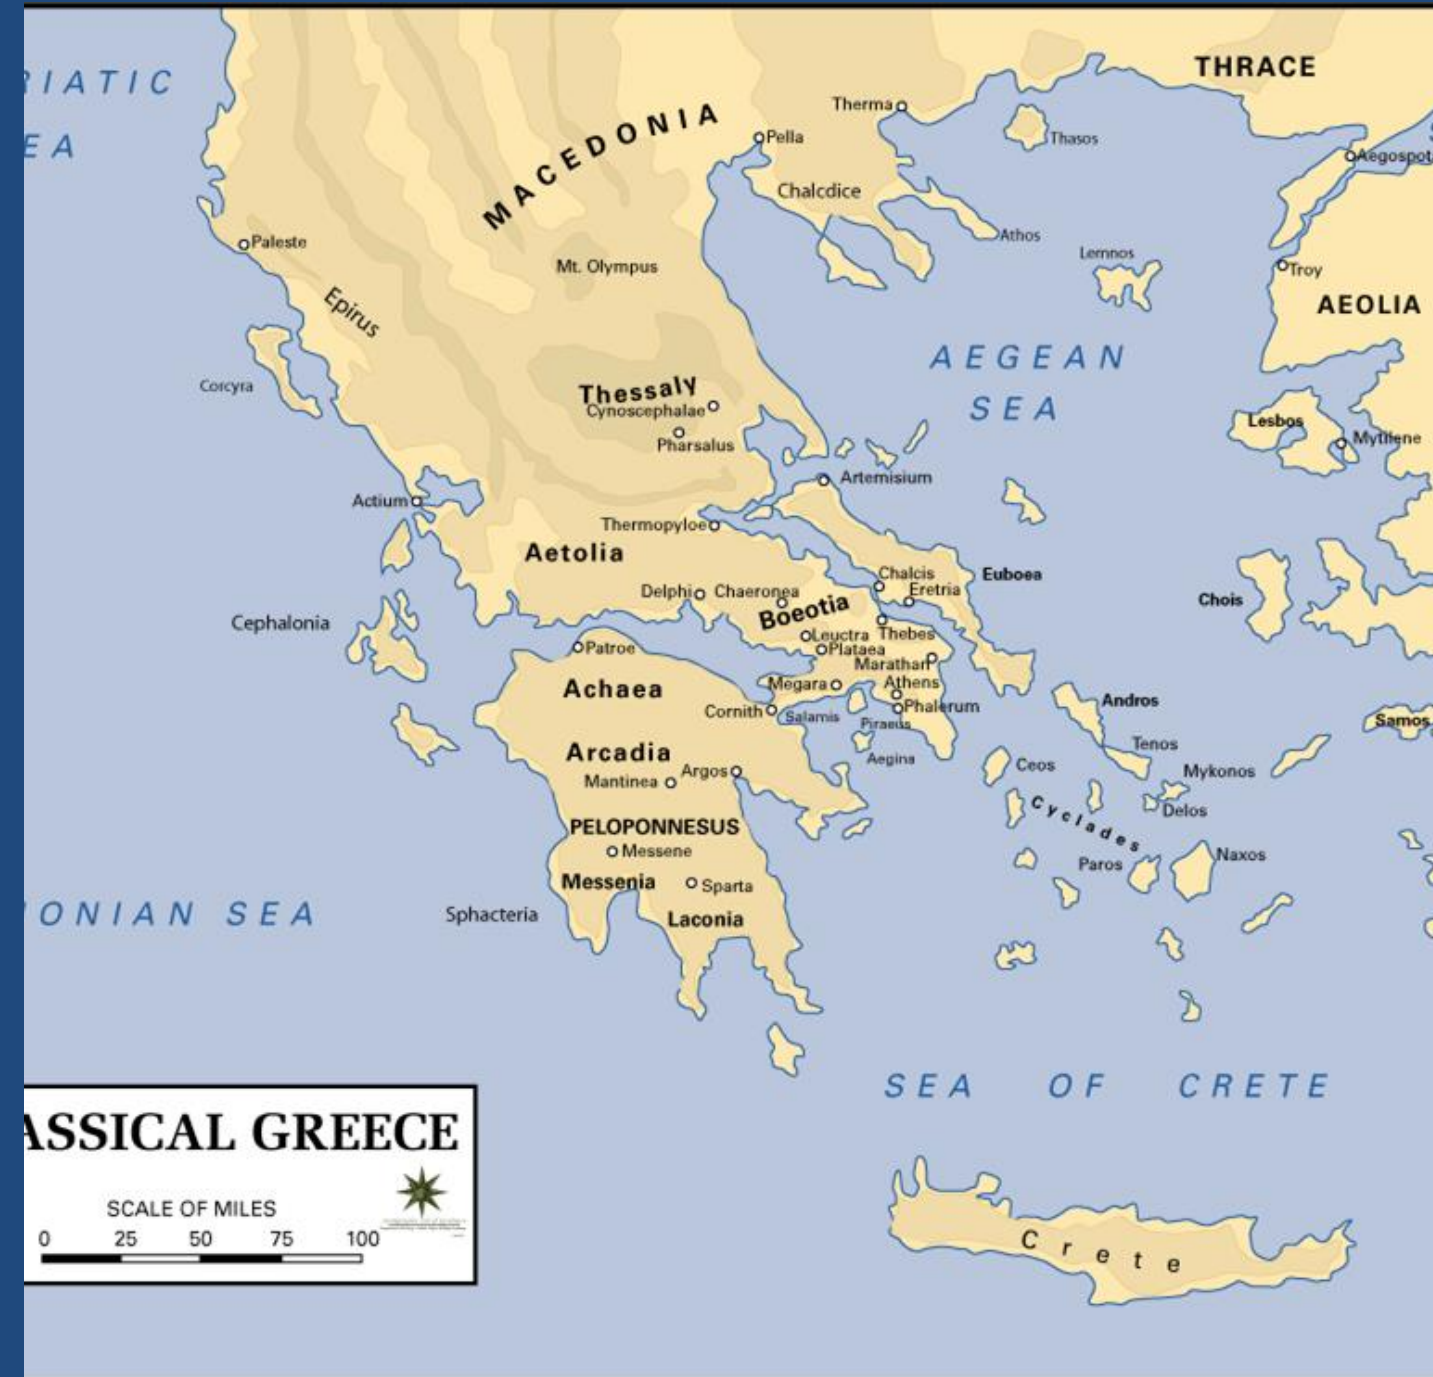 RIATIC
EA
MACEDONIA
THRACE
Therma
Pella
Thasos
Aegospot
Chalcdice
Athos
Paleste
Mt. Olympus
Lemnos
Troy
Epirus
AEOLIA
AEGEAN
SEA
Corcyra
Thessaly
Cynoscephalae
Pharsalus
Lesbos
Mytilene
Artemisium
Actium
Thermopyloe
Aetolia
Chalcis
Euboea
Delphi
Chaeronea
Eretria
Chois
Boeotia
Cephalonia
Leuctra
Thebes
Plataea
Patroe
Marathan
Megara
Athens
Achaea
Andros
Cornith
Salamis
Phalerum
Piraeus
Samos
Arcadia
Tenos
Aegina
Ceos
Mykonos
Argos
Mantinea
Cyclades
Delos
PELOPONNESUS
Messene
Paros
Naxos
Messenia
Sparta
ONIAN SEA
Sphacteria
Laconia
SEA OF CRETE
ASSICAL GREECE
SCALE OF MILES
0 25 50 75 100
Crete